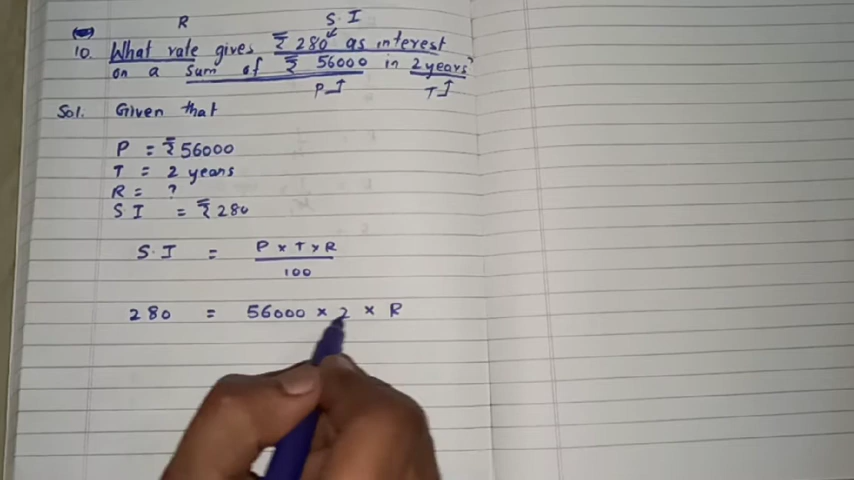 R S.I
10. What rate gives ₹ 280 as interest
on a sum of ₹ 56000 in 2 years?
P T
Sol. Given that
P = ₹ 56000
T = 2 years
R = ?
S I = ₹ 280
S.I = P × T × R
100
280 = 56000 × 2 × R